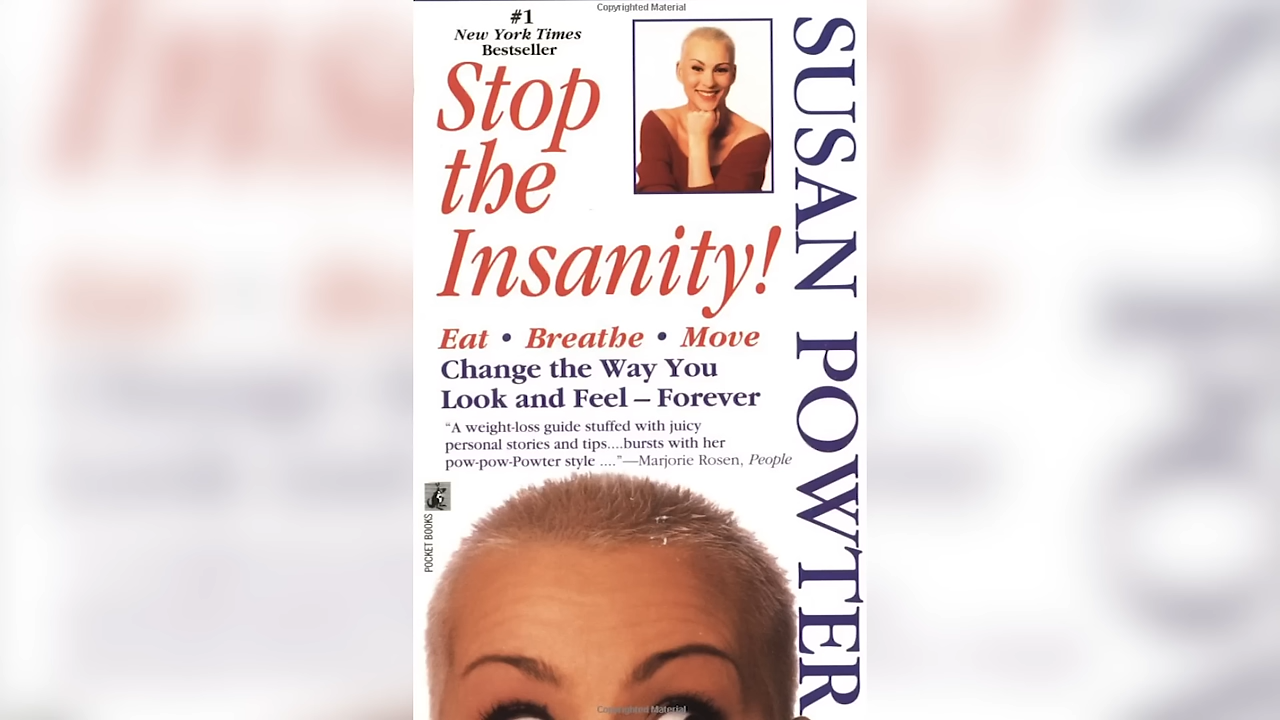 Copyrighted Material
#1
New York Times
Bestseller
Stop
the
Insanity!
Eat • Breathe • Move
Change the Way You
Look and Feel – Forever
“A weight-loss guide stuffed with juicy
personal stories and tips....bursts with her
pow-pow-Powter style ....”—Marjorie Rosen, People
POCKET BOOKS
SUSAN POWTER
Copyrighted Material